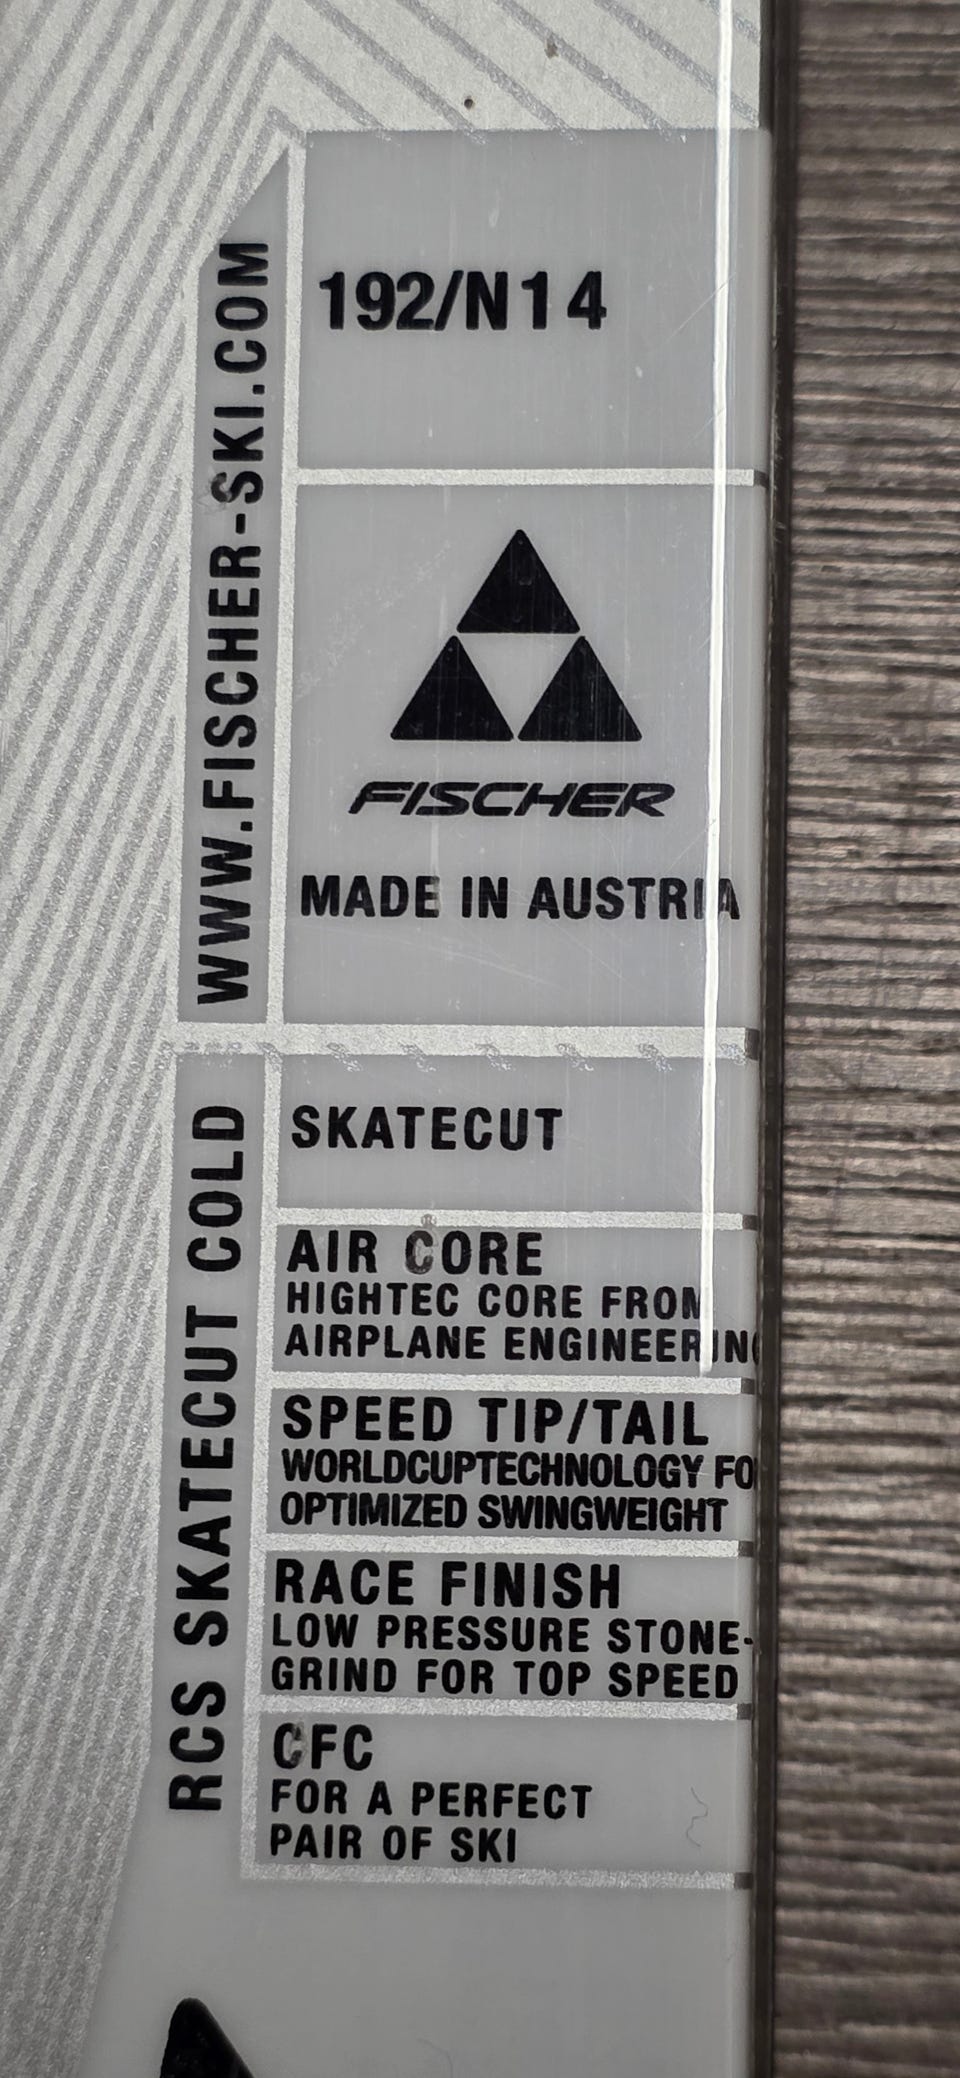 192/N14
WWW.FISCHER-SKI.COM
FISCHER
MADE IN AUSTRIA
RCS SKATECUT COLD
SKATECUT
AIR CORE
HIGHTEC CORE FROM
AIRPLANE ENGINEERING
SPEED TIP/TAIL
WORLDCUPTECHNOLOGY FO
OPTIMIZED SWINGWEIGHT
RACE FINISH
LOW PRESSURE STONE-
GRIND FOR TOP SPEED
CFC
FOR A PERFECT
PAIR OF SKI